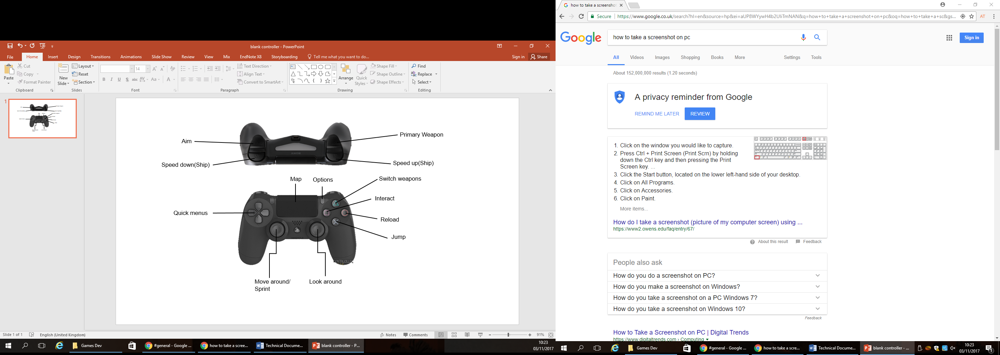 blank controller - PowerPoint
File Home Insert Design Transitions Animations Slide Show Review View Mix EndNote X8 Storyboarding Tell me what you want to do... Sign in Share
Paste
Cut
Copy
Format Painter
Clipboard
New Slide
Layout
Reset
Section
Slides
14
B I U S abc AV Aa A
Font
Text Direction
Align Text
Convert to SmartArt
Paragraph
Arrange
Quick Styles
Shape Fill
Shape Outline
Shape Effects
Drawing
Find
Replace
Select
Editing
1
Aim
Primary Weapon
Speed down(Ship)
Speed up(Ship)
SONY
Map
Options
Switch weapons
Interact
Quick menus
Reload
Jump
Move around/
Sprint
Look around
Slide 1 of 1 English (United Kingdom) Notes Comments 91%
Games Dev #general - Google ... how to take a scree... Technical Docume... blank controller - P...
10:23
03/11/2017
how to take a screenshot
Secure https://www.google.co.uk/search?hl=en&source=hp&ei=aUP8WYywH4b2UIiTmNAN&q=how+to+take+a+screenshot+on+pc&oq=how+to+take+a+sc&gs... AT
Google
how to take a screenshot on pc
Sign in
All Videos Images Shopping Books More Settings Tools
About 152,000,000 results (1.20 seconds)
A privacy reminder from Google
REMIND ME LATER REVIEW
1. Click on the window you would like to capture.
2. Press Ctrl + Print Screen (Print Scrn) by holding
down the Ctrl key and then pressing the Print
Screen key. ...
3. Click the Start button, located on the lower left-hand side of your desktop.
4. Click on All Programs.
5. Click on Accessories.
6. Click on Paint.
More items...
How do I take a screenshot (picture of my computer screen) using ...
https://www2.owens.edu/faq/entry/67/
About this result Feedback
People also ask
How do you do a screenshot on PC?
How do you make a screenshot on Windows?
How do you take a screenshot on a PC Windows 7?
How do you take a screenshot on Windows 10?
Feedback
How to Take a Screenshot on PC | Digital Trends
https://www.digitaltrends.com › Computing
Games Dev #general - Google ... how to take a scre... Technical Docume... blank controller - ...
10:23
03/11/2017
1